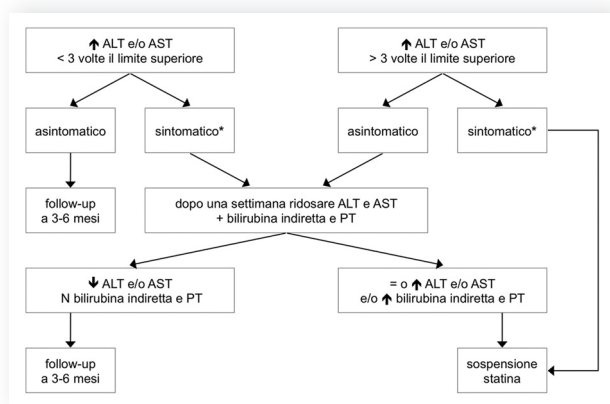 ↑ ALT e/o AST
< 3 volte il limite superiore
↑ ALT e/o AST
> 3 volte il limite superiore
asintomatico
sintomatico*
asintomatico
sintomatico*
follow-up
a 3-6 mesi
dopo una settimana ridosare ALT e AST
+ bilirubina indiretta e PT
↓ ALT e/o AST
N bilirubina indiretta e PT
= o ↑ ALT e/o AST
e/o ↑ bilirubina indiretta e PT
follow-up
a 3-6 mesi
sospensione
statina